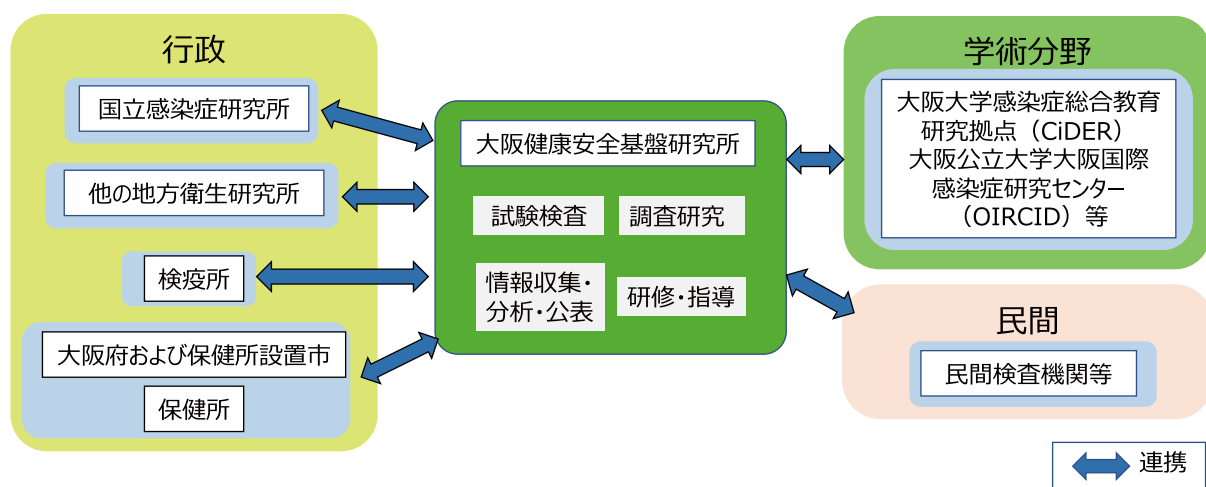 行政
国立感染症研究所
他の地方衛生研究所
検疫所
大阪府および保健所設置市
保健所
大阪健康安全基盤研究所
試験検査
調査研究
情報収集・
分析・公表
研修・指導
学術分野
大阪大学感染症総合教育
研究拠点（CiDER）
大阪公立大学大阪国際
感染症研究センター
（OIRCID）等
民間
民間検査機関等
連携